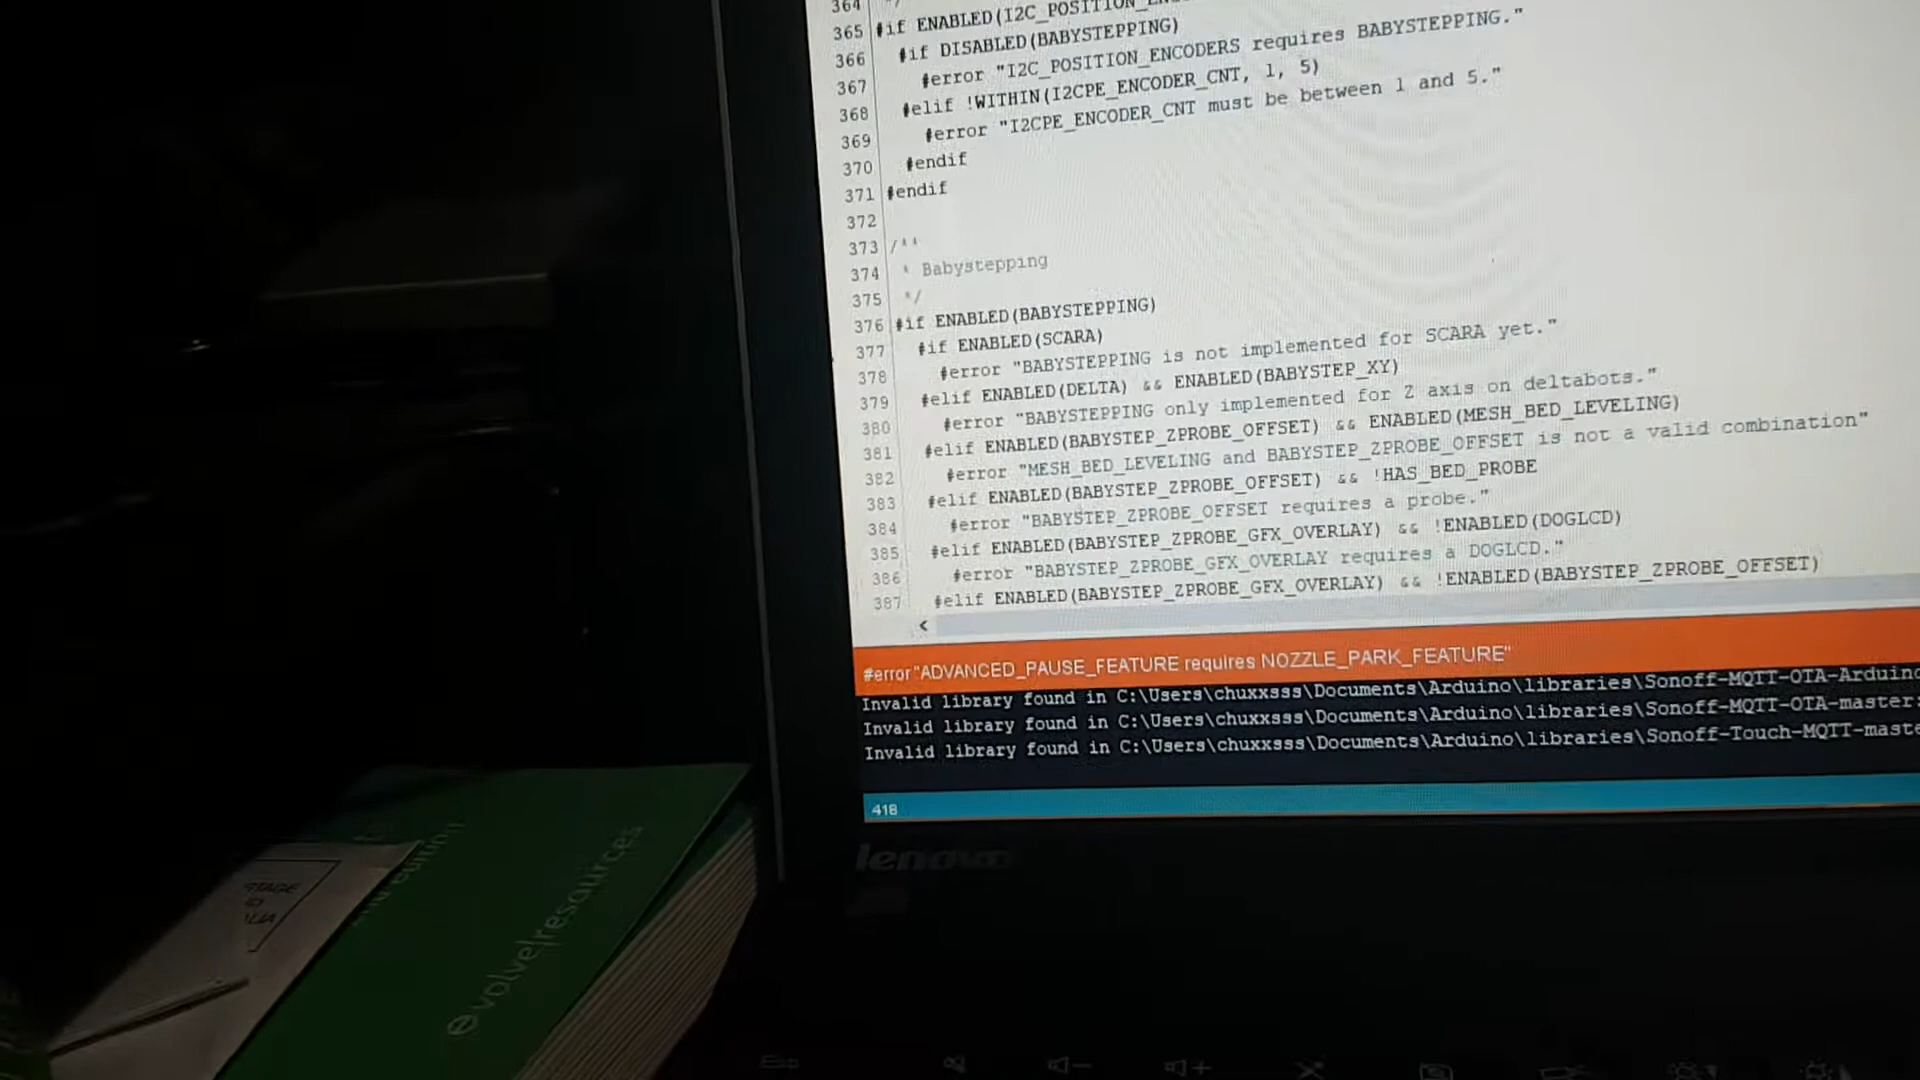 364 */
365 #if ENABLED(I2C_POSITION_
366 #if DISABLED(BABYSTEPPING)
367 #error "I2C_POSITION_ENCODERS requires BABYSTEPPING."
368 #elif !WITHIN(I2CPE_ENCODER_CNT, 1, 5)
369 #error "I2CPE_ENCODER_CNT must be between 1 and 5."
370 #endif
371 #endif
372
373 /**
374 * Babystepping
375 */
376 #if ENABLED(BABYSTEPPING)
377 #if ENABLED(SCARA)
378 #error "BABYSTEPPING is not implemented for SCARA yet."
379 #elif ENABLED(DELTA) && ENABLED(BABYSTEP_XY)
380 #error "BABYSTEPPING only implemented for Z axis on deltabots."
381 #elif ENABLED(BABYSTEP_ZPROBE_OFFSET) && ENABLED(MESH_BED_LEVELING)
382 #error "MESH_BED_LEVELING and BABYSTEP_ZPROBE_OFFSET is not a valid combination"
383 #elif ENABLED(BABYSTEP_ZPROBE_OFFSET) && !HAS_BED_PROBE
384 #error "BABYSTEP_ZPROBE_OFFSET requires a probe."
385 #elif ENABLED(BABYSTEP_ZPROBE_GFX_OVERLAY) && !ENABLED(DOGLCD)
386 #error "BABYSTEP_ZPROBE_GFX_OVERLAY requires a DOGLCD."
387 #elif ENABLED(BABYSTEP_ZPROBE_GFX_OVERLAY) && !ENABLED(BABYSTEP_ZPROBE_OFFSET)
#error "ADVANCED_PAUSE_FEATURE requires NOZZLE_PARK_FEATURE"
Invalid library found in C:\Users\chuxxsss\Documents\Arduino\libraries\Sonoff-MQTT-OTA-Arduino
Invalid library found in C:\Users\chuxxsss\Documents\Arduino\libraries\Sonoff-MQTT-OTA-master:
Invalid library found in C:\Users\chuxxsss\Documents\Arduino\libraries\Sonoff-Touch-MQTT-maste
418
lenovo
evolve|resources